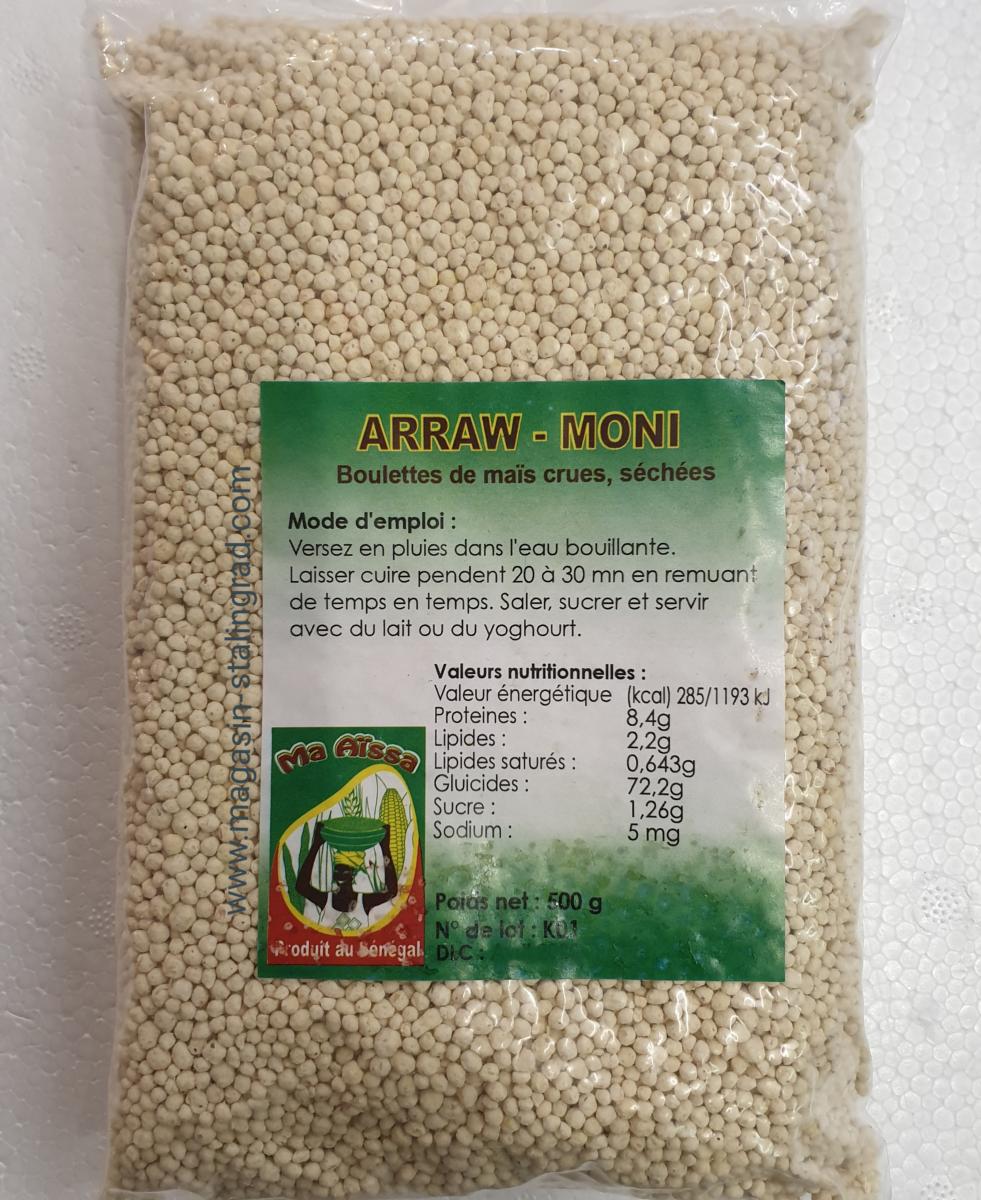 ARRAW - MONI
Boulettes de maïs crues, séchées
Mode d'emploi :
Versez en pluies dans l'eau bouillante.
Laisser cuire pendent 20 à 30 mn en remuant
de temps en temps. Saler, sucrer et servir
avec du lait ou du yoghourt.
Valeurs nutritionnelles :
Valeur énergétique (kcal) 285/1193 kJ
Proteines : 8,4g
Lipides : 2,2g
Lipides saturés : 0,643g
Gluicides : 72,2g
Sucre : 1,26g
Sodium : 5 mg
Poids net : 500 g
N° de lot : K01
DLC :
Ma Aïssa
Produit au Sénégal
www.magasin-stalingrad.com